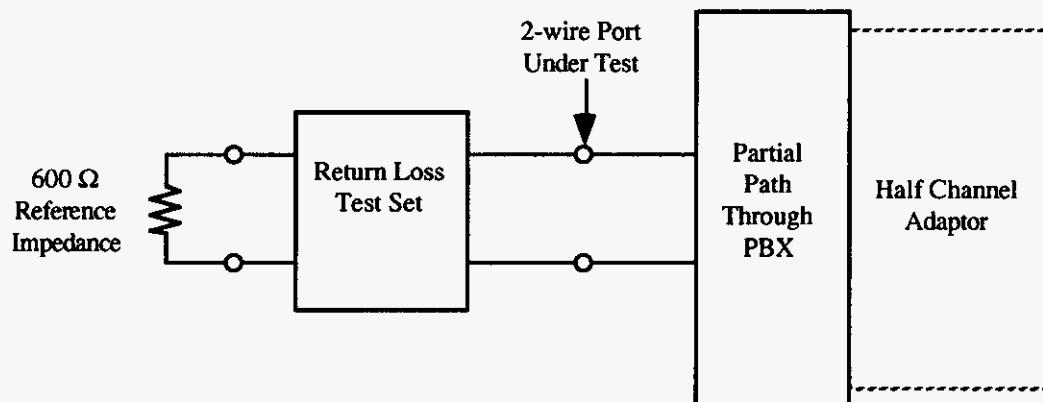 2-wire Port
Under Test
600 Ω
Reference
Impedance
Return Loss
Test Set
Partial
Path
Through
PBX
Half Channel
Adaptor